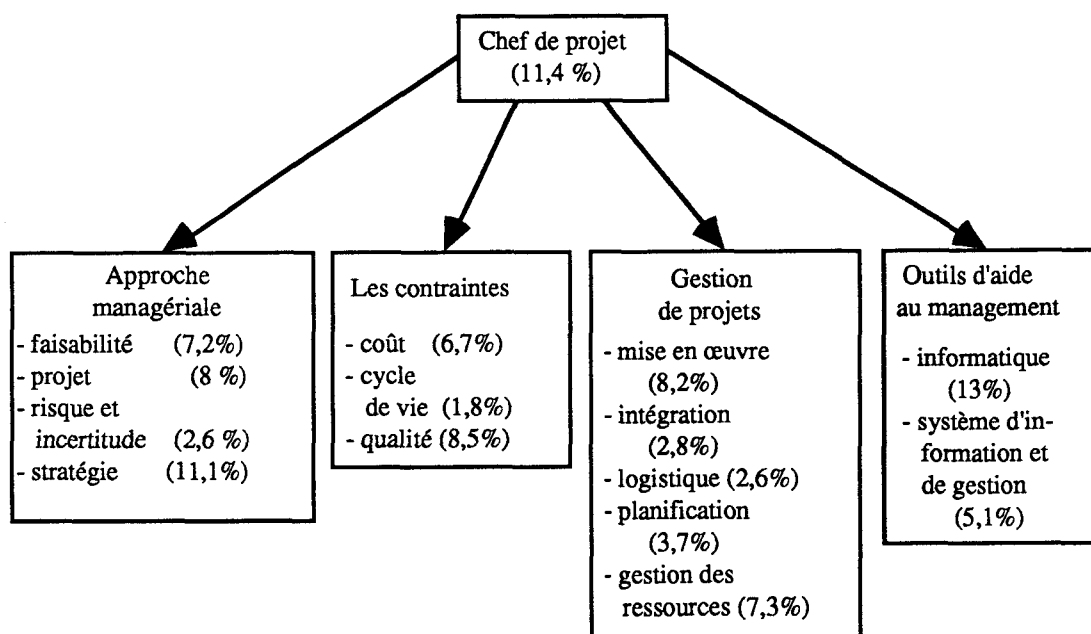 Chef de projet
(11,4 %)
Approche
managériale
- faisabilité (7,2%)
- projet (8 %)
- risque et
incertitude (2,6 %)
- stratégie (11,1%)
Les contraintes
- coût (6,7%)
- cycle
de vie (1,8%)
- qualité (8,5%)
Gestion
de projets
- mise en œuvre
(8,2%)
- intégration
(2,8%)
- logistique (2,6%)
- planification
(3,7%)
- gestion des
ressources (7,3%)
Outils d'aide
au management
- informatique
(13%)
- système d'in-
formation et
de gestion
(5,1%)